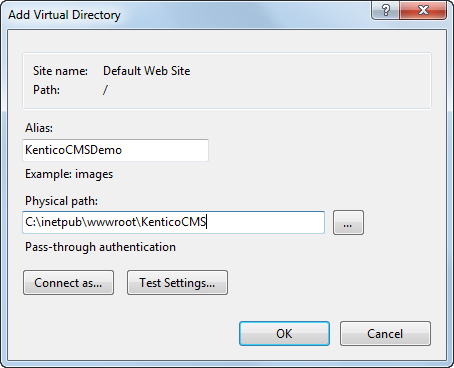 Add Virtual Directory
?
Site name: Default Web Site
Path: /
Alias:
KenticoCMSDemo
Example: images
Physical path:
C:\inetpub\wwwroot\KenticoCMS
...
Pass-through authentication
Connect as... Test Settings...
OK Cancel